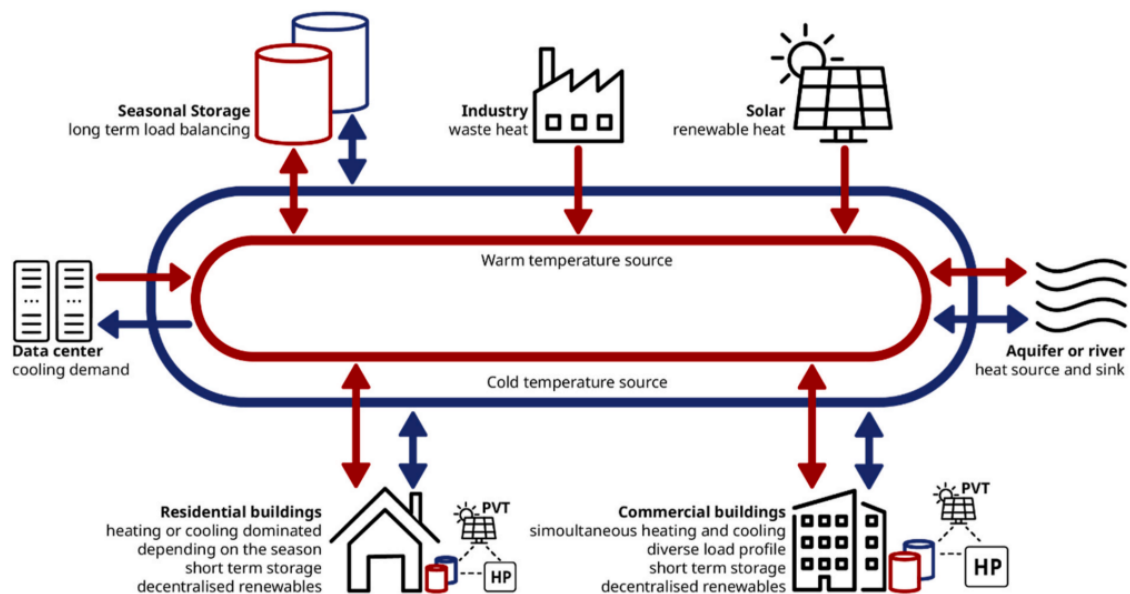 Seasonal Storage
long term load balancing
Industry
waste heat
Solar
renewable heat
Warm temperature source
Data center
cooling demand
Aquifer or river
heat source and sink
Cold temperature source
Residential buildings
heating or cooling dominated
depending on the season
short term storage
decentralised renewables
PVT
HP
Commercial buildings
simoultaneous heating and cooling
diverse load profile
short term storage
decentralised renewables
PVT
HP